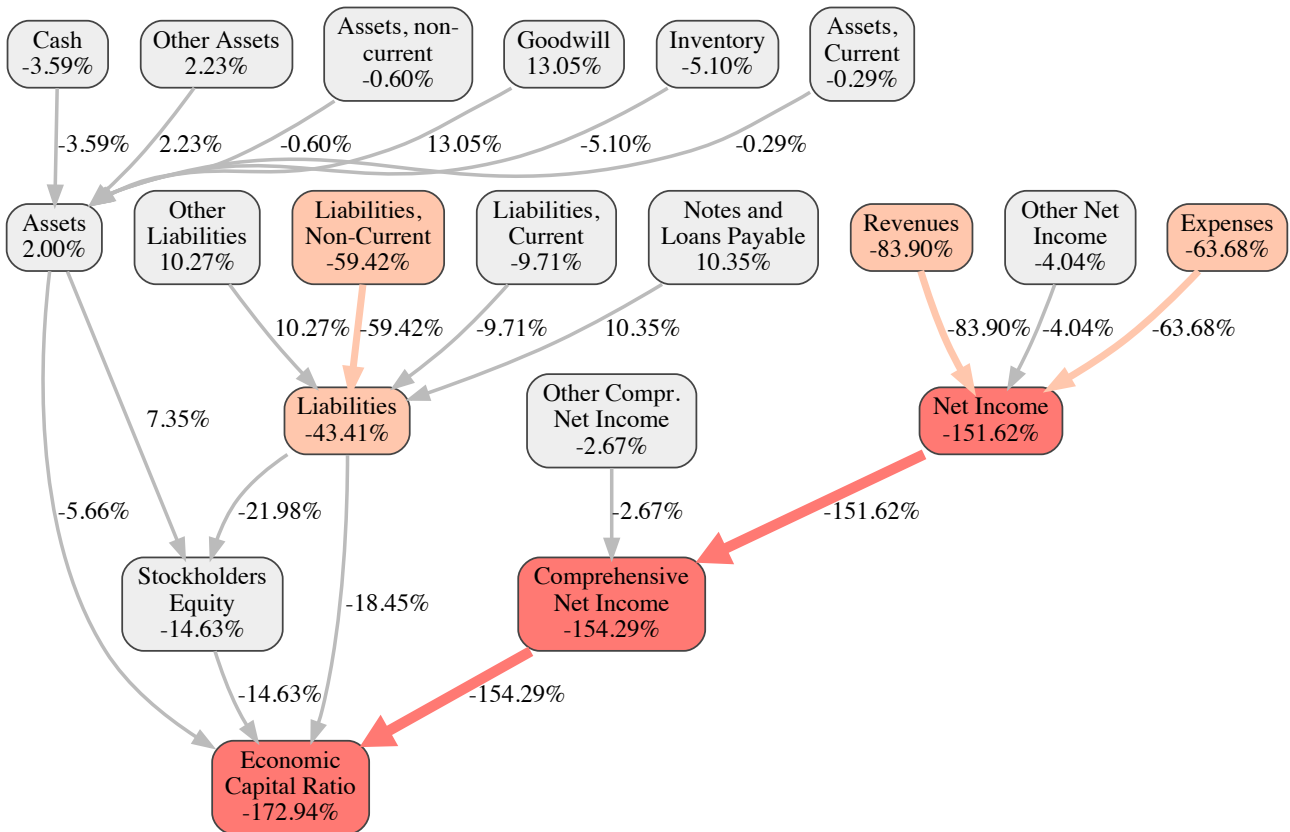 Cash
-3.59%
Other Assets
2.23%
Assets, non-
current
-0.60%
Goodwill
13.05%
Inventory
-5.10%
Assets,
Current
-0.29%
-3.59%
2.23%
-0.60%
13.05%
-5.10%
-0.29%
Assets
2.00%
Other
Liabilities
10.27%
Liabilities,
Non-Current
-59.42%
Liabilities,
Current
-9.71%
Notes and
Loans Payable
10.35%
Revenues
-83.90%
Other Net
Income
-4.04%
Expenses
-63.68%
10.27%
-59.42%
-9.71%
10.35%
-83.90%
-4.04%
-63.68%
7.35%
Liabilities
-43.41%
Other Compr.
Net Income
-2.67%
Net Income
-151.62%
-5.66%
-21.98%
-2.67%
-151.62%
Stockholders
Equity
-14.63%
-18.45%
Comprehensive
Net Income
-154.29%
-14.63%
-154.29%
Economic
Capital Ratio
-172.94%